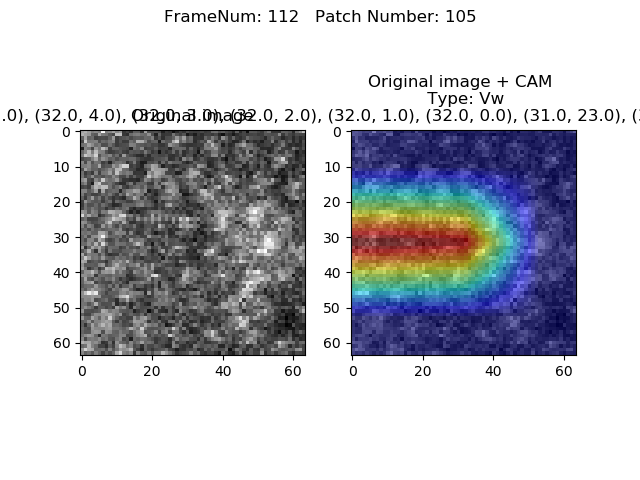 FrameNum: 112   Patch Number: 105
Original image + CAM
Type: Vw
.0), (32.0, 4.0), (32.0, 3.0), (32.0, 2.0), (32.0, 1.0), (32.0, 0.0), (31.0, 23.0), (3
Original image
0
10
20
30
40
50
60
0 20 40 60
0
10
20
30
40
50
60
0 20 40 60